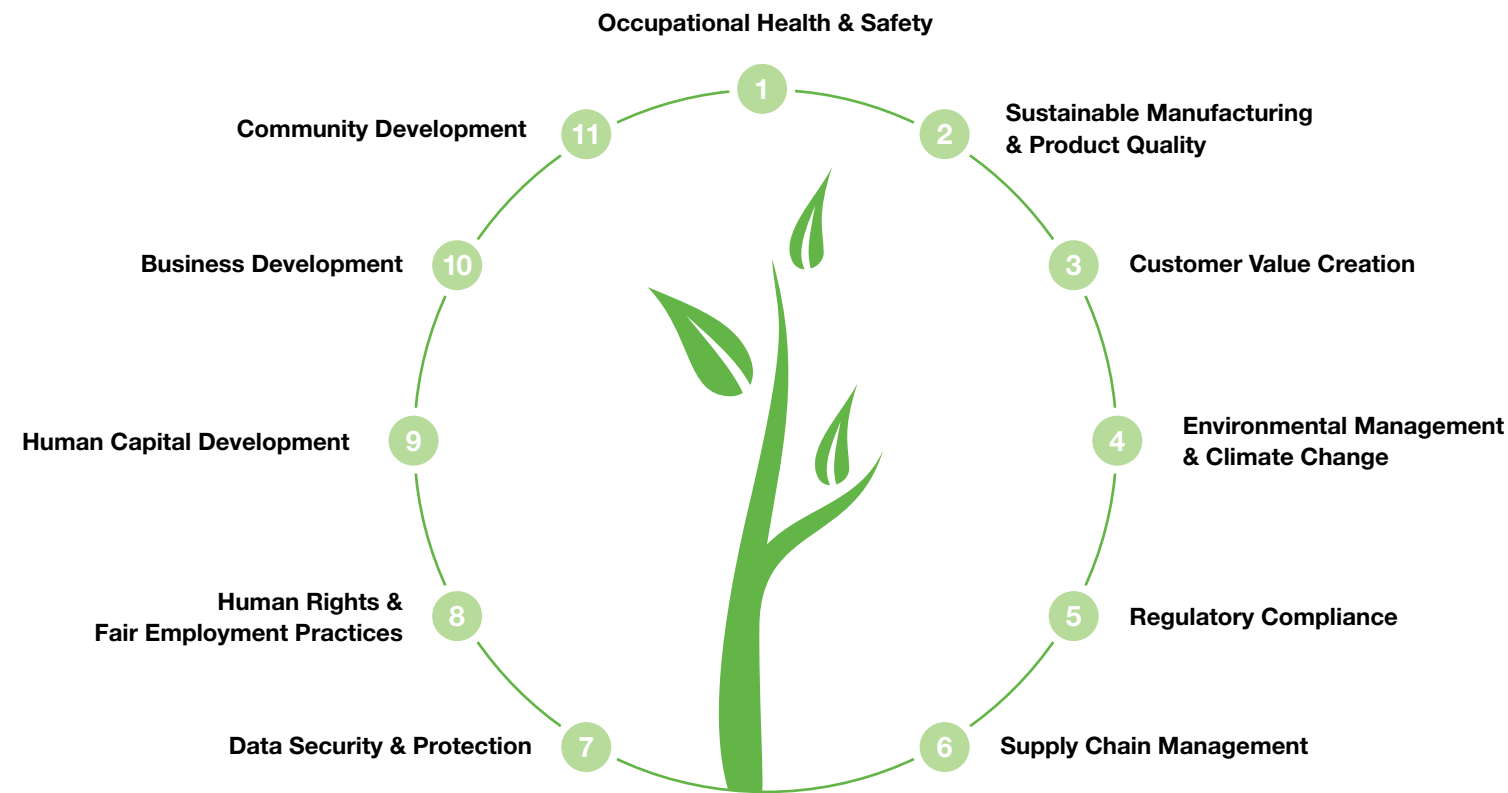 Occupational Health & Safety
1
2
Sustainable Manufacturing
& Product Quality
3
Customer Value Creation
4
Environmental Management
& Climate Change
5
Regulatory Compliance
6
Supply Chain Management
7
Data Security & Protection
8
Human Rights &
Fair Employment Practices
9
Human Capital Development
10
Business Development
11
Community Development